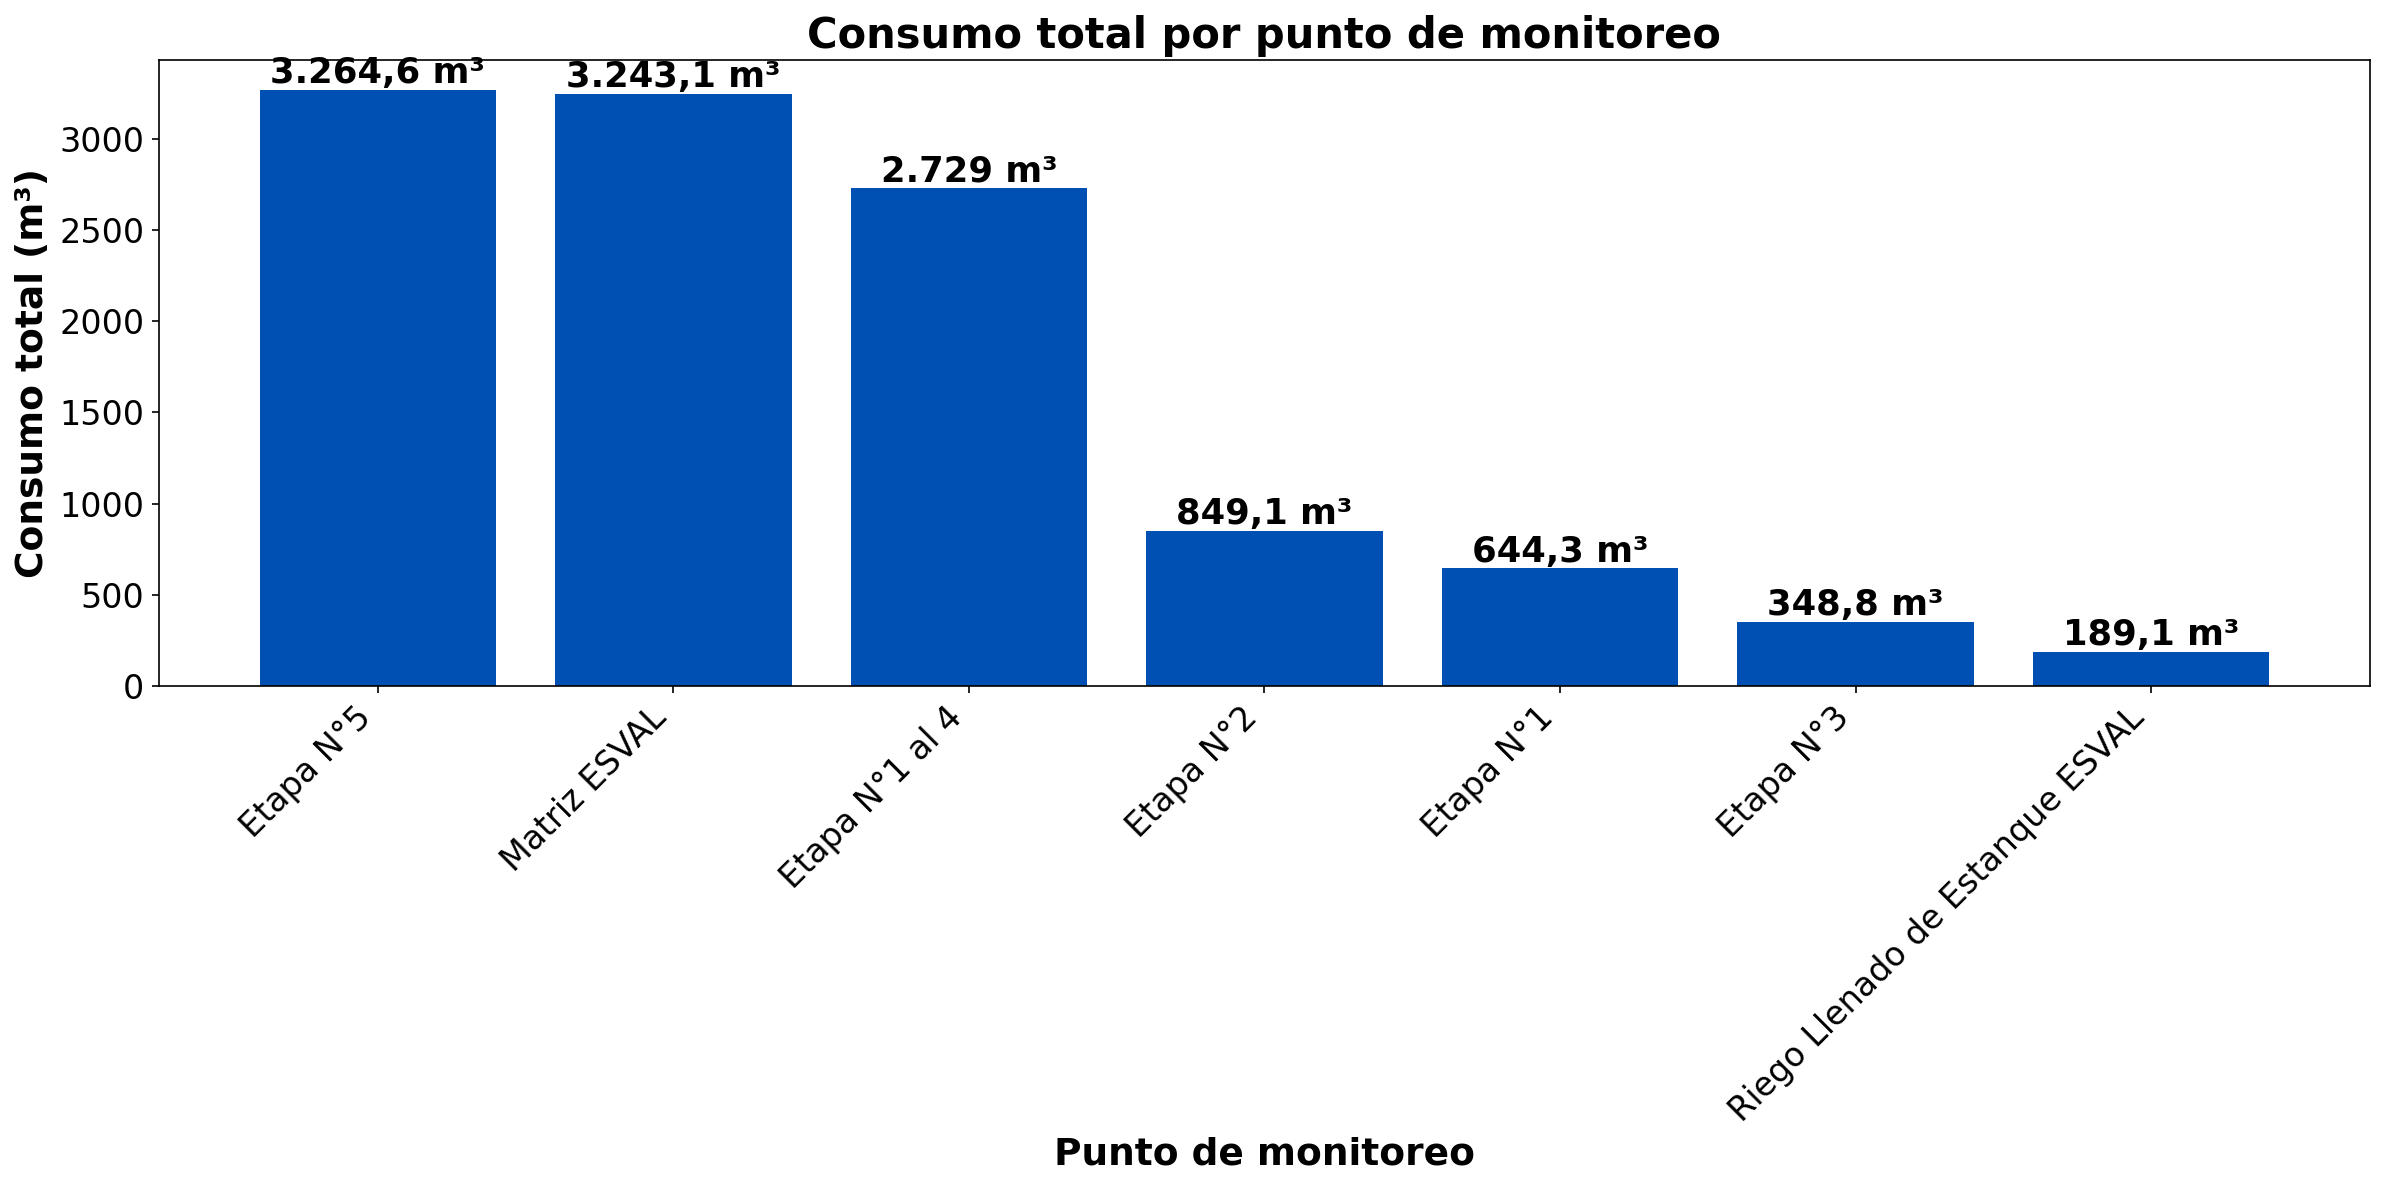 Consumo total por punto de monitoreo
Consumo total (m³)
3000
2500
2000
1500
1000
500
0
3.264,6 m³
3.243,1 m³
2.729 m³
849,1 m³
644,3 m³
348,8 m³
189,1 m³
Etapa N°5
Matriz ESVAL
Etapa N°1 al 4
Etapa N°2
Etapa N°1
Etapa N°3
Riego Llenado de Estanque ESVAL
Punto de monitoreo